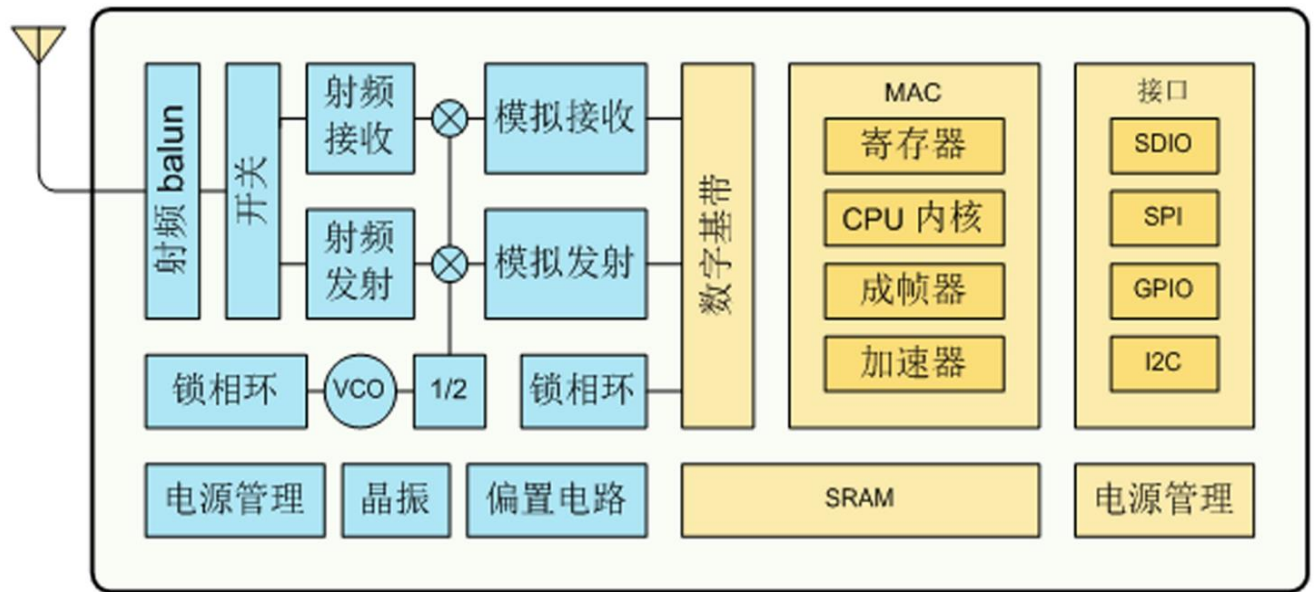 射频 balun
开关
射频
接收
模拟接收
射频
发射
模拟发射
锁相环
VCO
1/2
锁相环
数字基带
MAC
寄存器
CPU 内核
成帧器
加速器
接口
SDIO
SPI
GPIO
I2C
电源管理
晶振
偏置电路
SRAM
电源管理